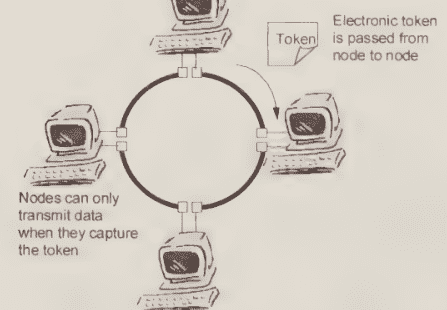 Electronic token
is passed from
node to node
Token
Nodes can only
transmit data
when they capture
the token